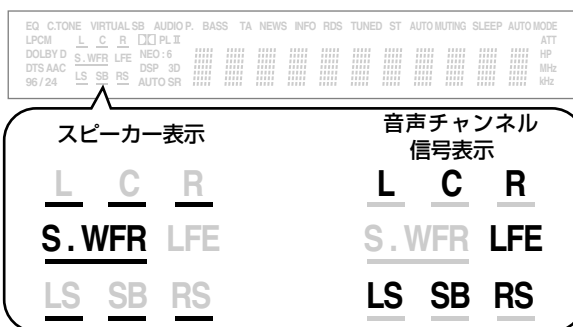 EQ C.TONE VIRTUAL SB AUDIO P. BASS TA NEWS INFO RDS TUNED ST AUTO MUTING SLEEP AUTO MODE
LPCM L C R DD PL II ATT
DOLBY D S.WFR LFE NEO : 6 HP
DTS AAC DSP 3D MHz
96 / 24 LS SB RS AUTO SR kHz
スピーカー表示
音声チャンネル
信号表示
L C R
L C R
S.WFR LFE
S.WFR LFE
LS SB RS
LS SB RS